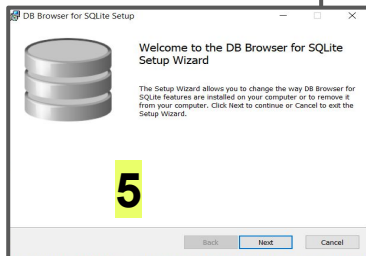 DB Browser for SQLite Setup
Welcome to the DB Browser for SQLite
Setup Wizard
The Setup Wizard allows you to change the way DB Browser for
SQLite features are installed on your computer or to remove it
from your computer. Click Next to continue or Cancel to exit the
Setup Wizard.
5
Back Next Cancel